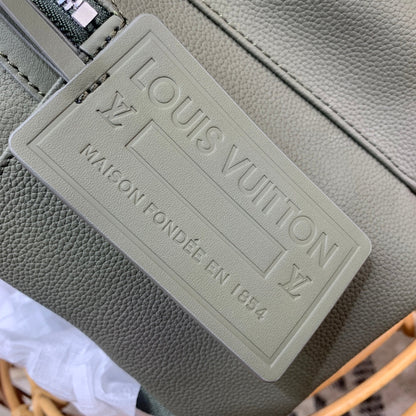 LOUIS VUITTON
LV
LV
MAISON FONDÉE EN 1854